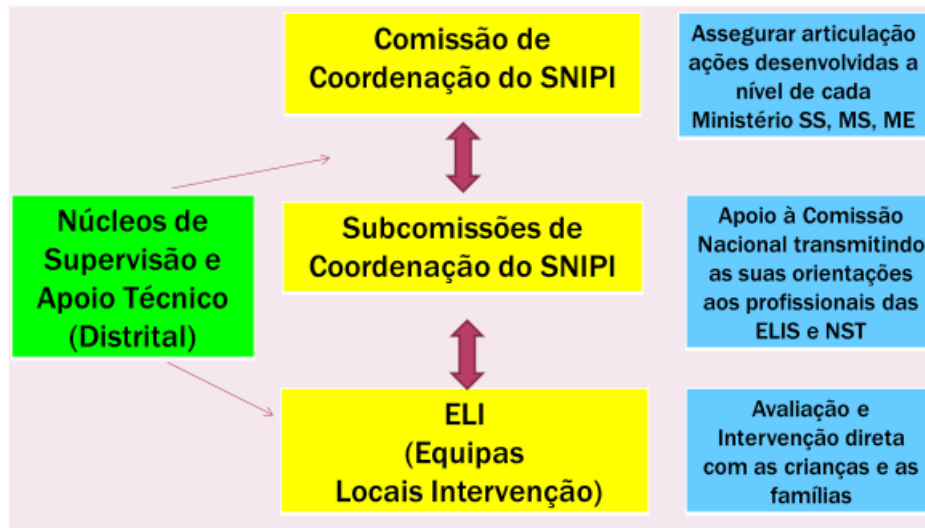 Comissão de
Coordenação do SNIPI
Assegurar articulação
ações desenvolvidas a
nível de cada
Ministério SS, MS, ME
Núcleos de
Supervisão e
Apoio Técnico
(Distrital)
Subcomissões de
Coordenação do SNIPI
Apoio à Comissão
Nacional transmitindo
as suas orientações
aos profissionais das
ELIS e NST
ELI
(Equipas
Locais Intervenção)
Avaliação e
Intervenção direta
com as crianças e as
famílias